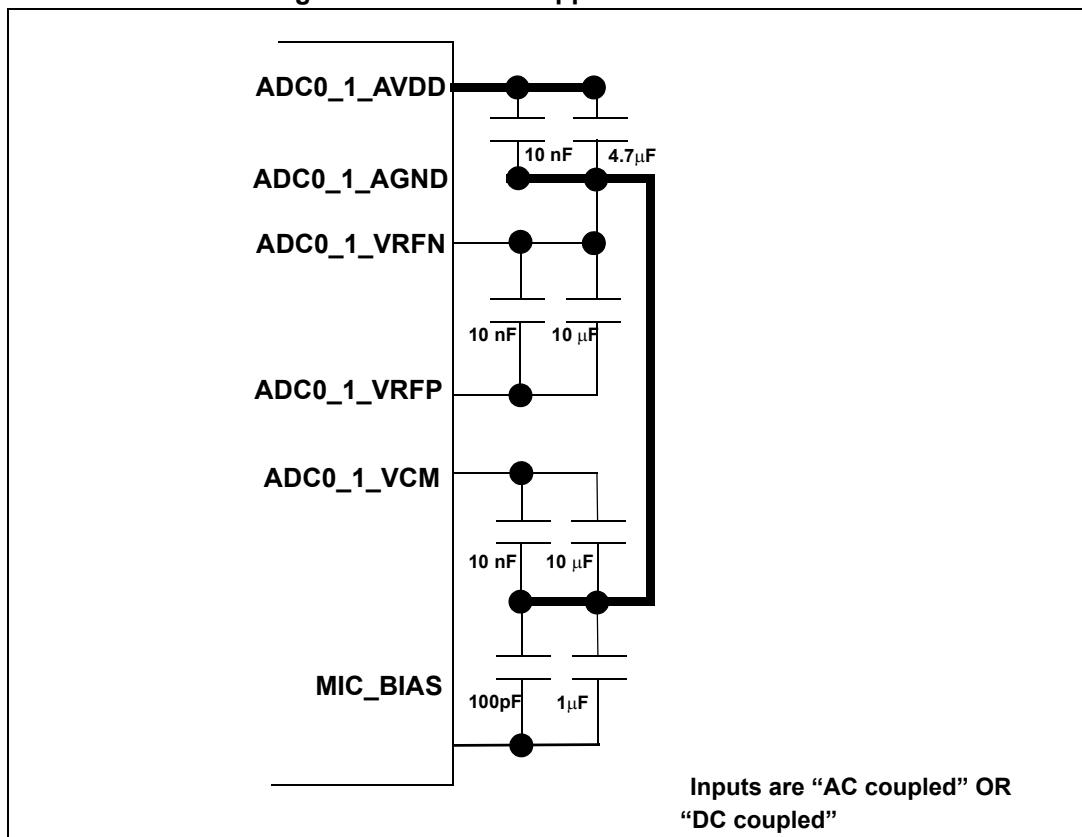 ADC0_1_AVDD
10 nF
4.7μF
ADC0_1_AGND
ADC0_1_VRFN
10 nF
10 μF
ADC0_1_VRFP
ADC0_1_VCM
10 nF
10 μF
MIC_BIAS
100pF
1μF
Inputs are “AC coupled” OR
“DC coupled”